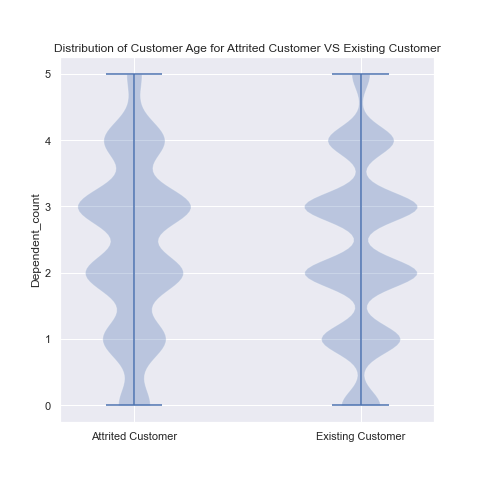 Distribution of Customer Age for Attrited Customer VS Existing Customer
5
4
3
2
1
0
Dependent_count
Attrited Customer
Existing Customer